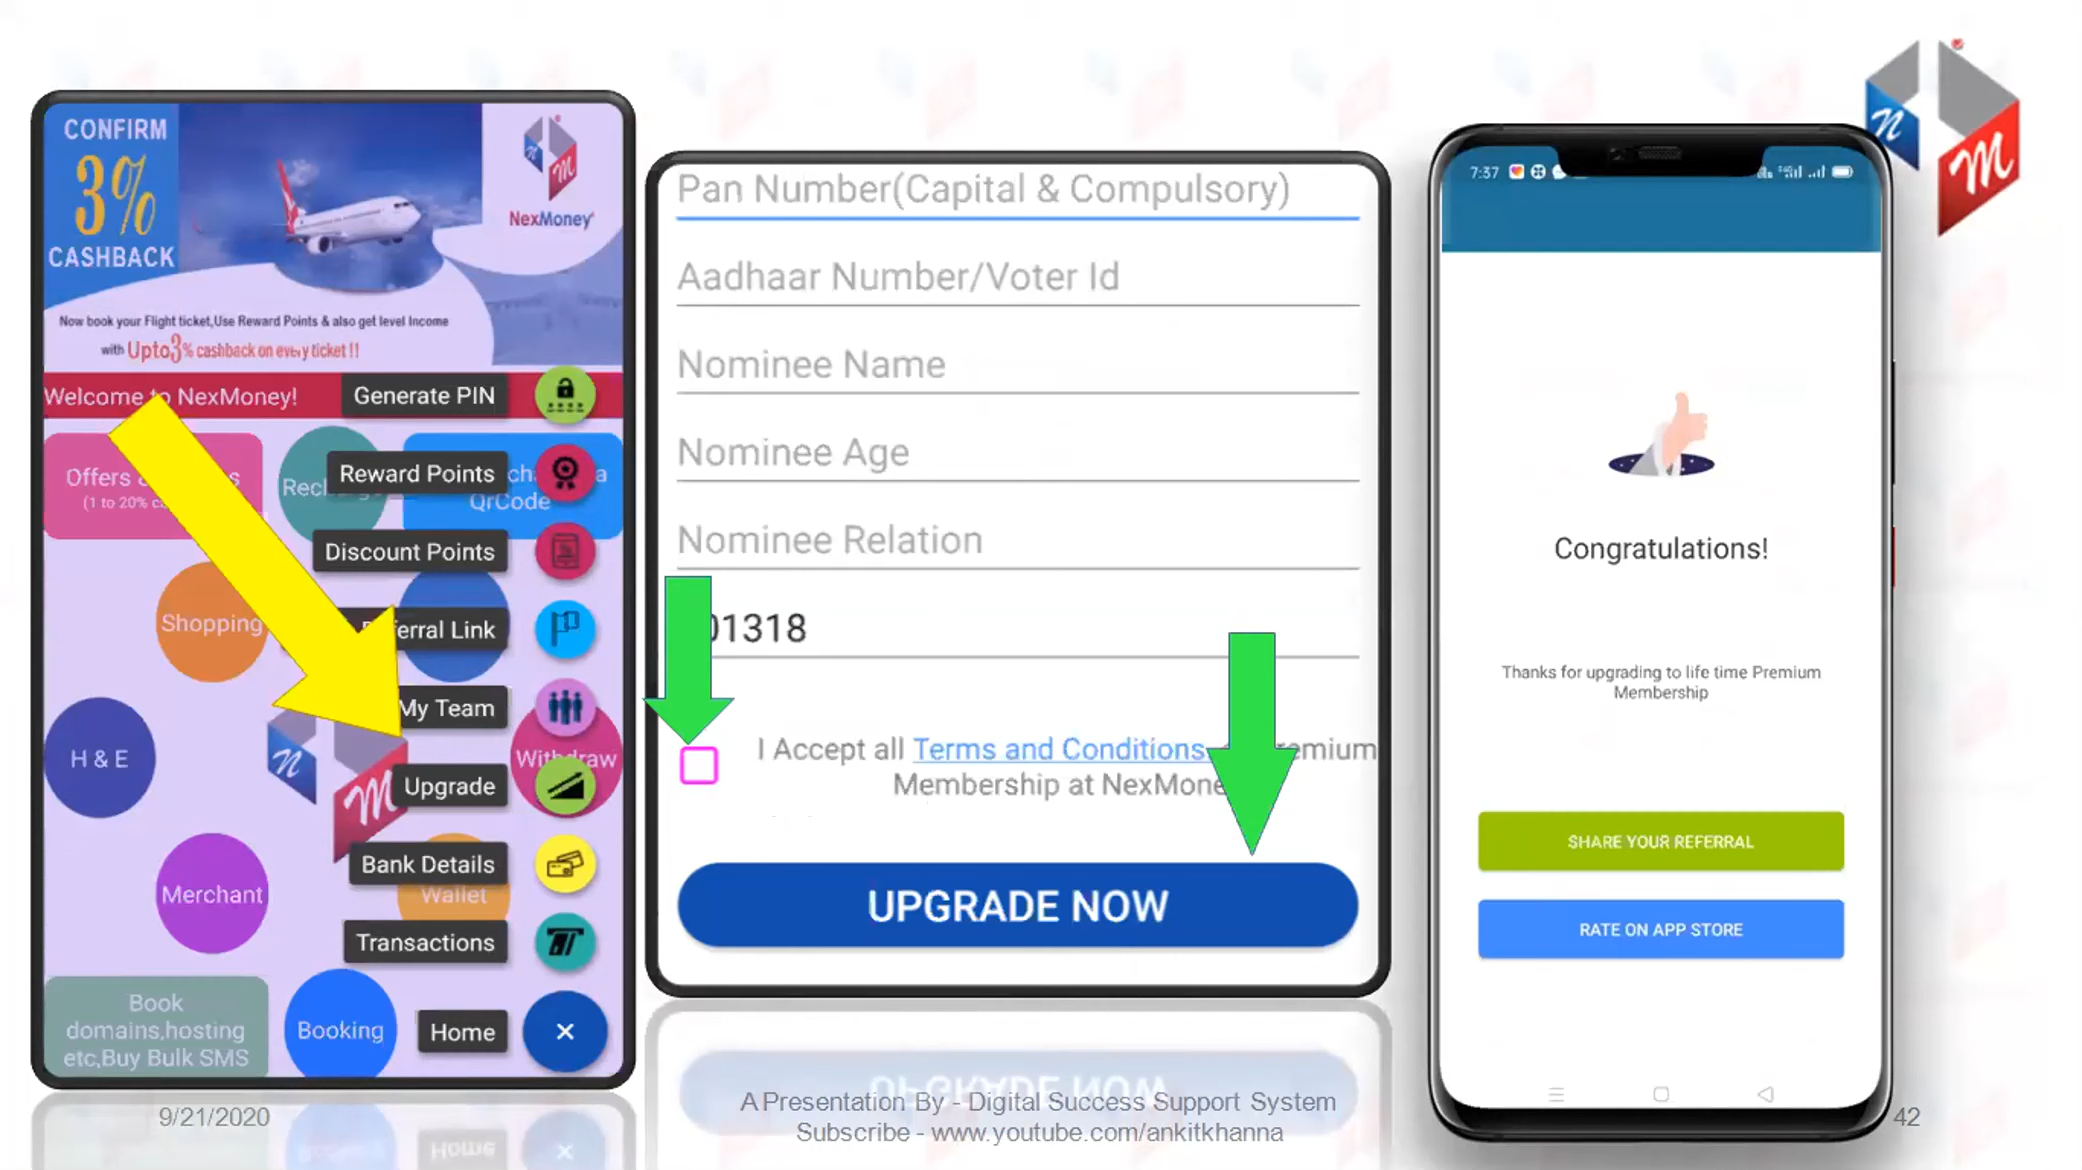 CONFIRM
3%
CASHBACK
NexMoney
Now book your Flight ticket,Use Reward Points & also get level Income
with Upto3% cashback on every ticket !!
Welcome to NexMoney!
Generate PIN
Offers
(1 to 20%
Reward Points
QrCode
Discount Points
Shopping
Link
My Team
H & E
Withdraw
Upgrade
Bank Details
Merchant
Wallet
Transactions
Book
domains,hosting
etc,Buy Bulk SMS
Booking
Home
Pan Number(Capital & Compulsory)
Aadhaar Number/Voter Id
Nominee Name
Nominee Age
Nominee Relation
01318
I Accept all Terms and Conditions
Membership at
UPGRADE NOW
n M
7:37
Congratulations!
Thanks for upgrading to life time Premium
Membership
SHARE YOUR REFERRAL
RATE ON APP STORE
9/21/2020
A Presentation By - Digital Success Support System
Subscribe - www.youtube.com/ankitkhanna
42